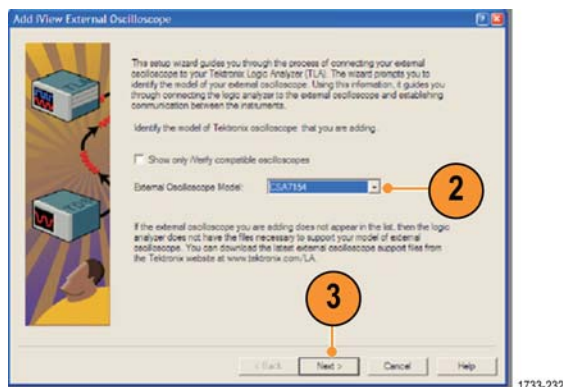 Add iView External Oscilloscope
This setup wizard guides you through the process of connecting your external
oscilloscope to your Tektronix Logic Analyzer (TLA). The wizard prompts you to
identify the model of your external oscilloscope. Using this information, it guides you
through connecting the logic analyzer to the external oscilloscope and establishing
communication between the instruments.
Identify the model of Tektronix oscilloscope that you are adding.
Show only iVerify compatible oscilloscopes
External Oscilloscope Model: CSA7154
2
If the external oscilloscope you are adding does not appear in the list, then the logic
analyzer does not have the files necessary to support your model of external
oscilloscope. You can download the latest external oscilloscope support files from
the Tektronix website at www.tektronix.com/LA.
3
< Back Next > Cancel Help
1733-232